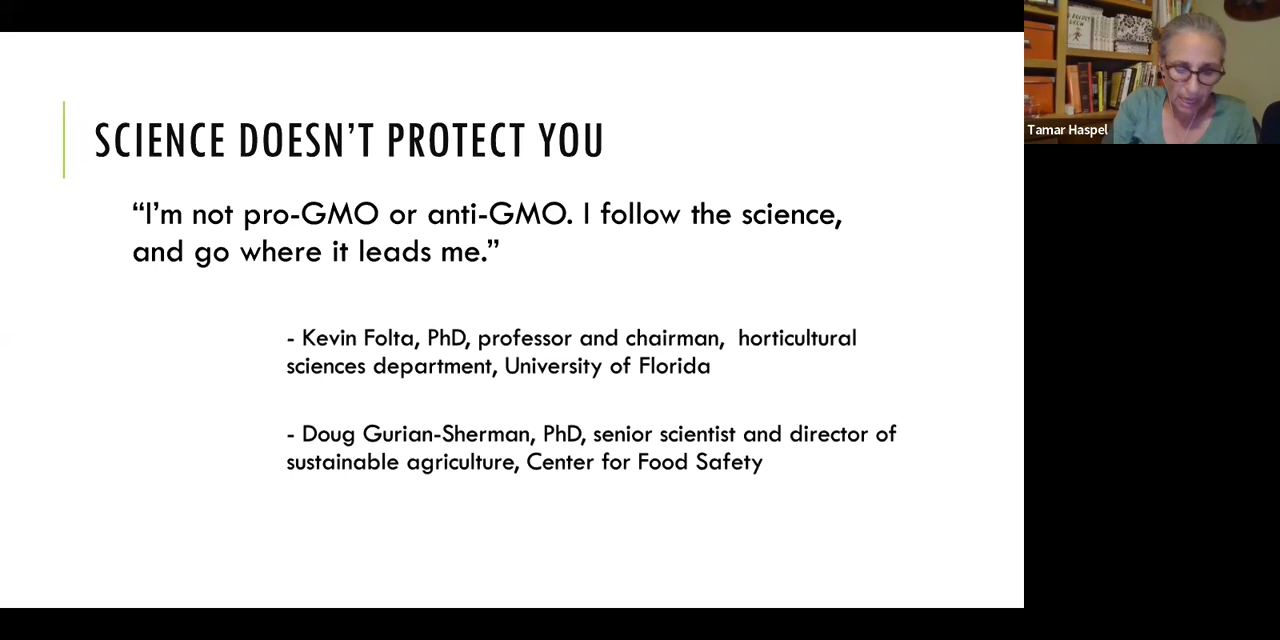 SCIENCE DOESN’T PROTECT YOU
“I’m not pro-GMO or anti-GMO. I follow the science,
and go where it leads me.”
- Kevin Folta, PhD, professor and chairman,  horticultural
sciences department, University of Florida
- Doug Gurian-Sherman, PhD, senior scientist and director of
sustainable agriculture, Center for Food Safety
Tamar Haspel